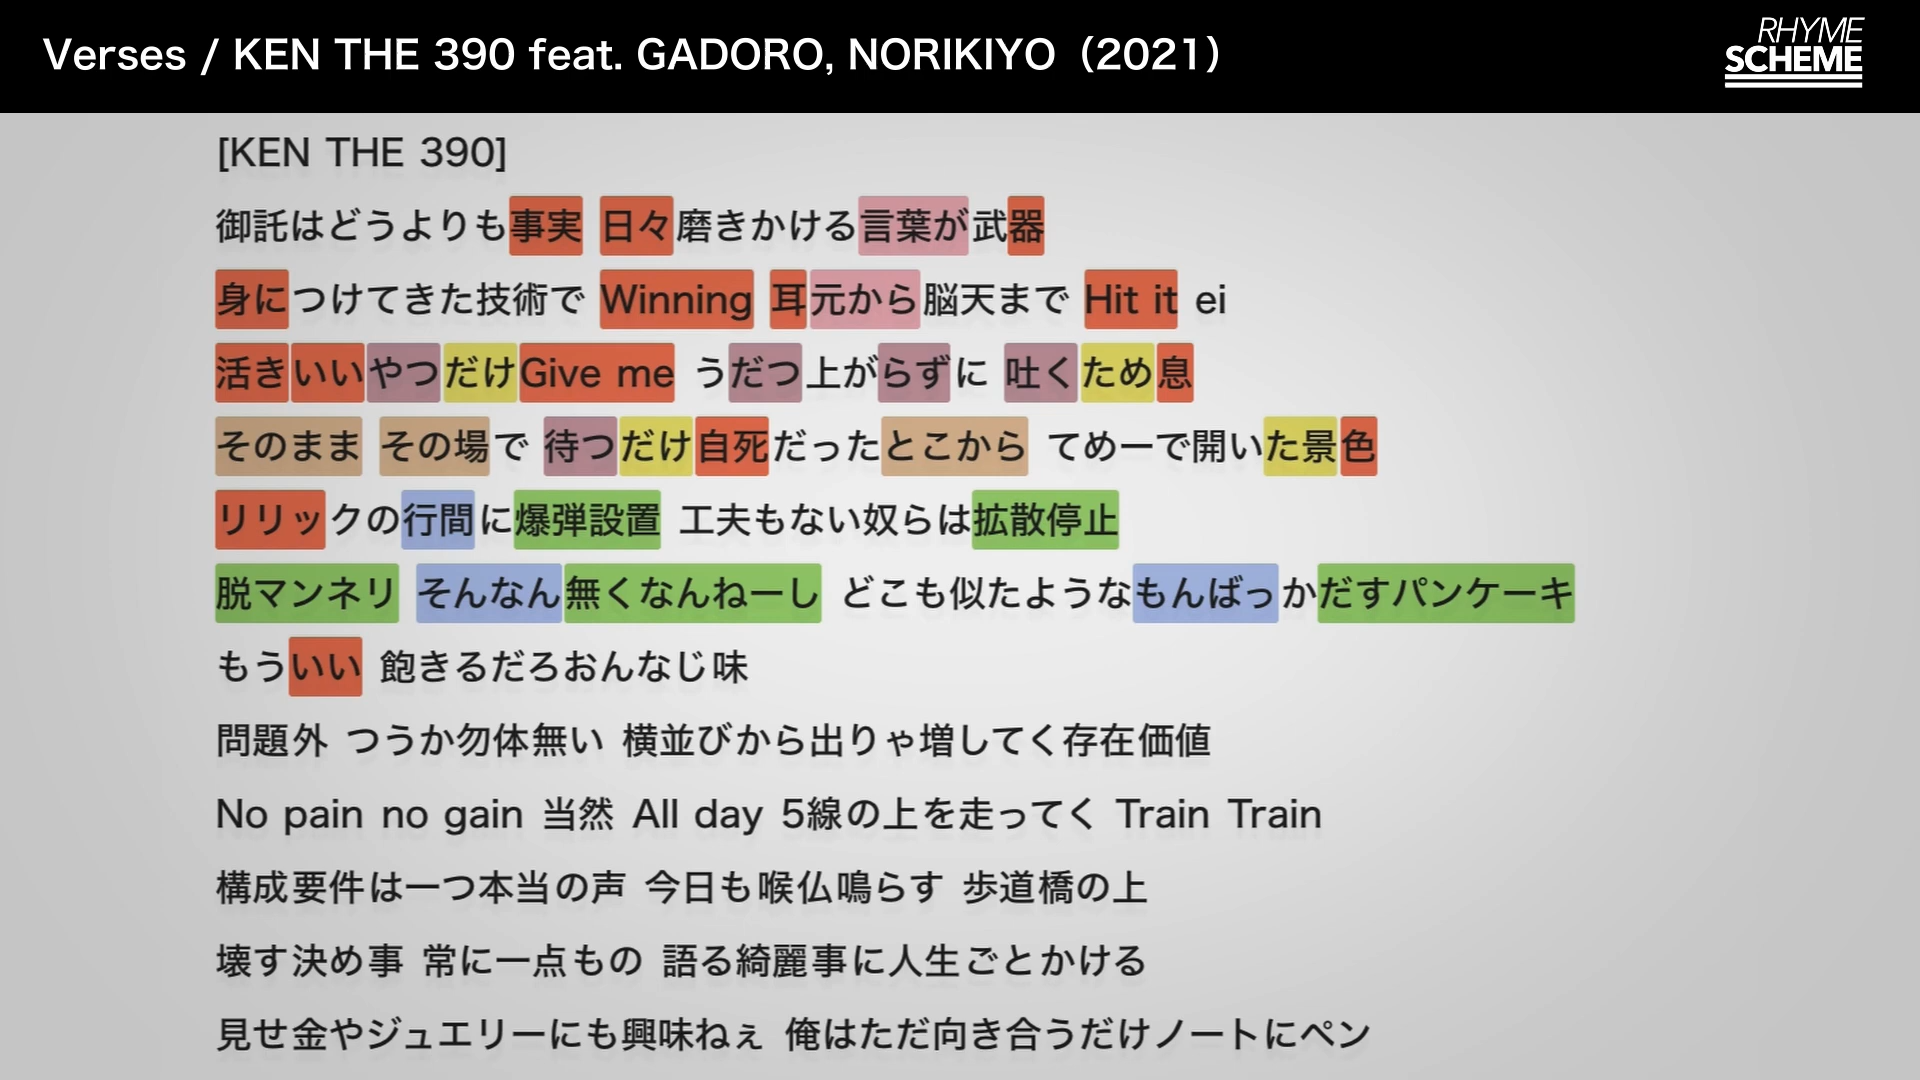 Verses / KEN THE 390 feat. GADORO, NORIKIYO（2021）
RHYME
SCHEME
[KEN THE 390]
御託はどうよりも事実 日々磨きかける言葉が武器
身につけてきた技術で Winning 耳元から脳天まで Hit it ei
活きいいやつだけGive me うだつ上がらずに 吐くため息
そのまま その場で 待つだけ自死だったとこから てめーで開いた景色
リリックの行間に爆弾設置 工夫もない奴らは拡散停止
脱マンネリ そんなん無くなんねーし どこも似たようなもんばっかだすパンケーキ
もういい 飽きるだろおんなじ味
問題外 つうか勿体無い 横並びから出りゃ増してく存在価値
No pain no gain 当然 All day 5線の上を走ってく Train Train
構成要件は一つ本当の声 今日も喉仏鳴らす 歩道橋の上
壊す決め事 常に一点もの 語る綺麗事に人生ごとかける
見せ金やジュエリーにも興味ねぇ 俺はただ向き合うだけノートにペン